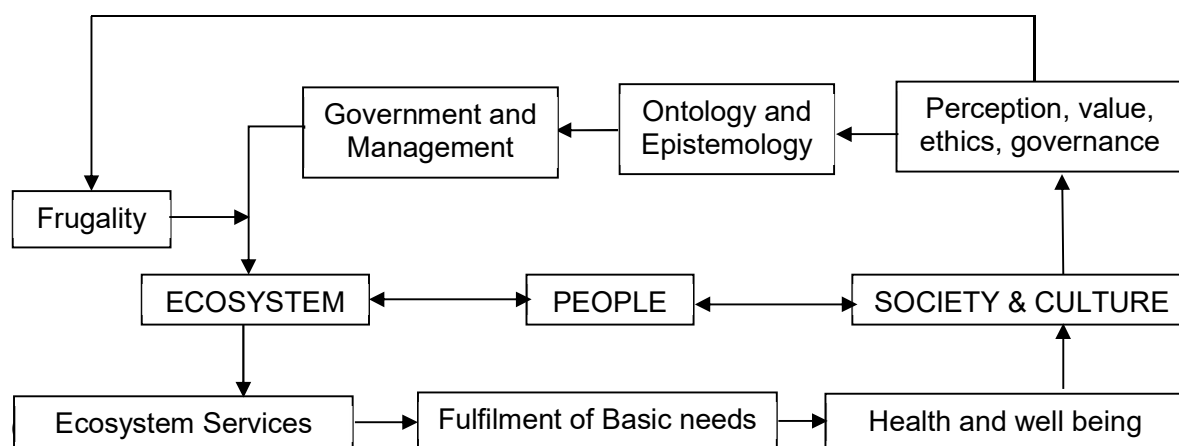 Government and
Management
Ontology and
Epistemology
Perception, value,
ethics, governance
Frugality
ECOSYSTEM
PEOPLE
SOCIETY & CULTURE
Ecosystem Services
Fulfilment of Basic needs
Health and well being